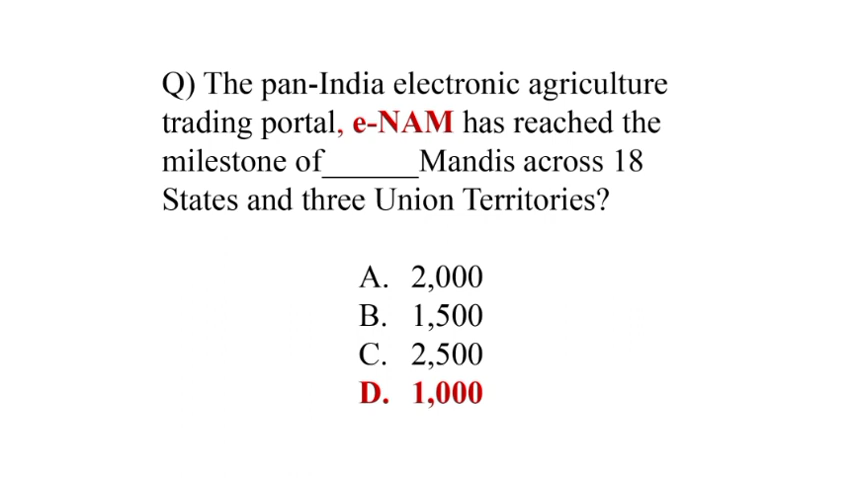 Q) The pan-India electronic agriculture
trading portal, e-NAM has reached the
milestone of______Mandis across 18
States and three Union Territories?
A. 2,000
B. 1,500
C. 2,500
D. 1,000